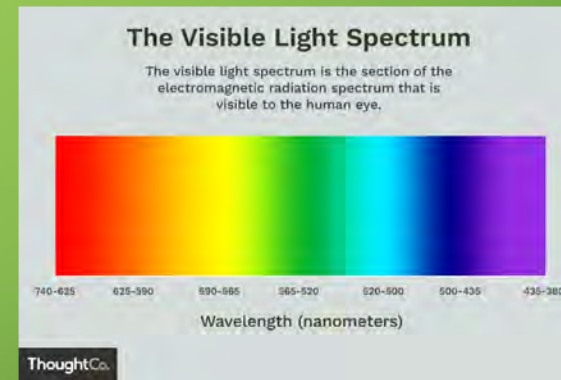 The Visible Light Spectrum
The visible light spectrum is the section of the
electromagnetic radiation spectrum that is
visible to the human eye.
740-625 625-590 590-565 565-520 520-500 500-435 435-380
Wavelength (nanometers)
ThoughtCo.